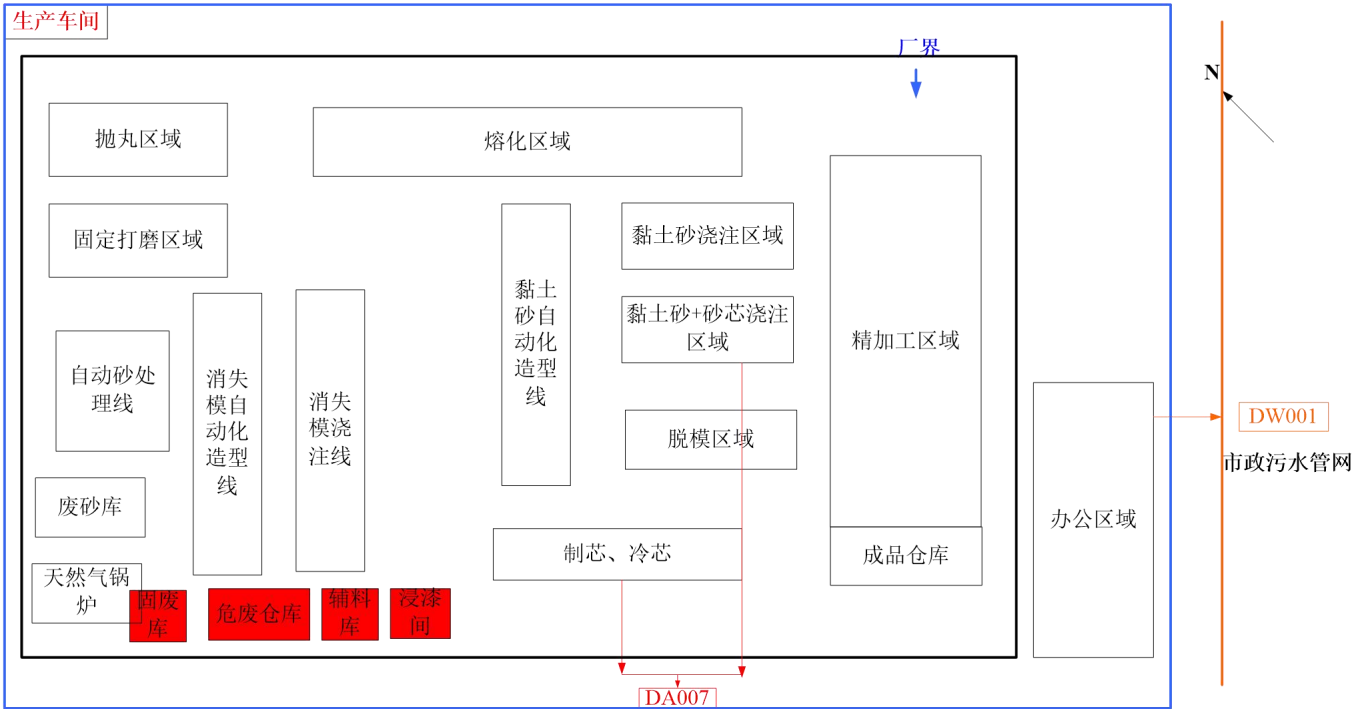 生产车间
厂界
N
抛丸区域
熔化区域
固定打磨区域
黏土砂浇注区域
黏土
砂自
动化
造型
线
黏土砂+砂芯浇注
区域
精加工区域
自动砂处
理线
消失
模自
动化
造型
线
消失
模浇
注线
脱模区域
DW001
市政污水管网
废砂库
办公区域
制芯、冷芯
成品仓库
天然气锅
炉
固废
库
危废仓库
辅料
库
浸漆
间
DA007